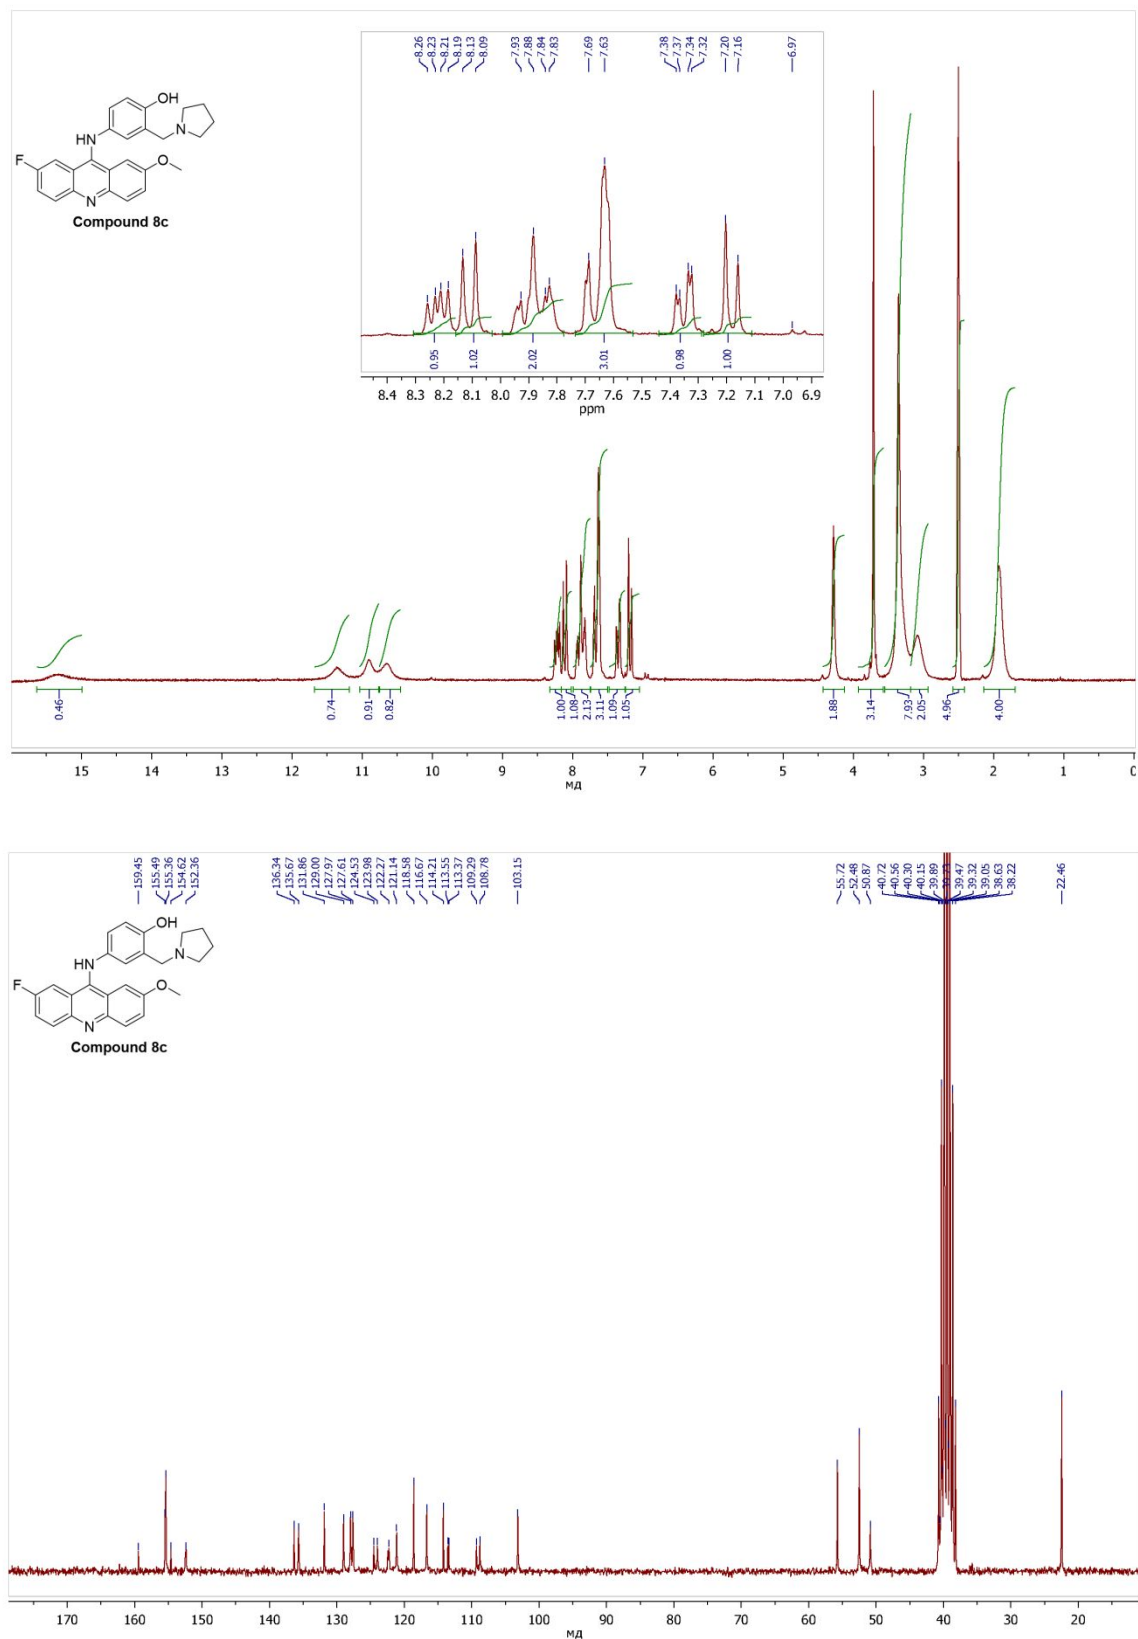 8.26 8.23 8.21 8.19 8.13 8.09 7.93 7.88 7.84 7.83 7.69 7.63 7.38 7.37 7.34 7.32 7.20 7.16 6.97
OH
HN
N
F
O
N
Compound 8c
0.95 1.02 2.02 3.01 0.98 1.00
8.4 8.3 8.2 8.1 8.0 7.9 7.8 7.7 7.6 7.5 7.4 7.3 7.2 7.1 7.0 6.9
ppm
0.46 0.74 0.91 0.82 1.00 1.08 2.13 3.11 1.09 1.05 1.88 3.14 7.93 2.05 4.96 4.00
15 14 13 12 11 10 9 8 7 6 5 4 3 2 1 0
мд
159.45 155.49 155.36 154.62 152.36 136.34 135.67 131.86 129.00 127.97 127.61 124.53 123.98 122.27 121.14 118.58 116.67 114.21 113.55 113.37 109.29 108.78 103.15 55.72 52.48 50.87 40.72 40.56 40.30 40.15 39.89 39.73 39.47 39.32 39.05 38.63 38.22 22.46
OH
HN
N
F
O
N
Compound 8c
170 160 150 140 130 120 110 100 90 80 70 60 50 40 30 20
мд